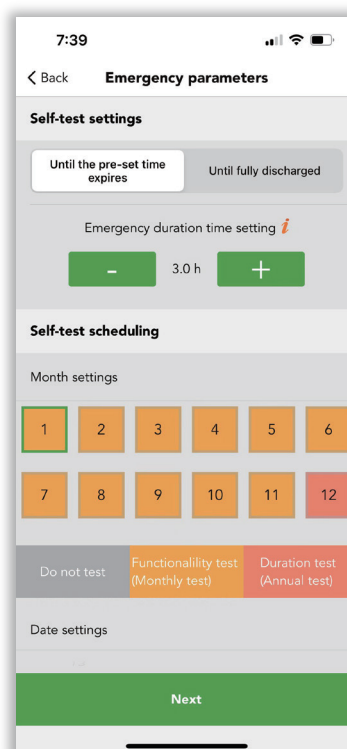 7:39
Back Emergency parameters
Self-test settings
Until the pre-set time
expires
Until fully discharged
Emergency duration time setting i
- 3.0 h +
Self-test scheduling
Month settings
1 2 3 4 5 6
7 8 9 10 11 12
Do not test
Functionalility test
(Monthly test)
Duration test
(Annual test)
Date settings
Next